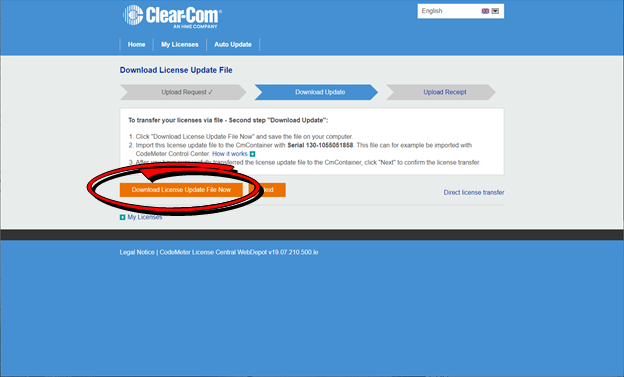 Clear-Com®
AN HME COMPANY
English
Home
My Licenses
Auto Update
Download License Update File
Upload Request ✓
Download Update
Upload Receipt
To transfer your licenses via file - Second step "Download Update":
1. Click "Download License Update File Now" and save the file on your computer.
2. Import this license update file to the CmContainer with Serial 130-1055051858. This file can for example be imported with
CodeMeter Control Center. How it works
3. After you have successfully transferred the license update file to the CmContainer, click "Next" to confirm the license transfer
Download License Update File Now
Direct license transfer
My Licenses
Legal Notice | CodeMeter License Central WebDepot v19.07.210.500.le